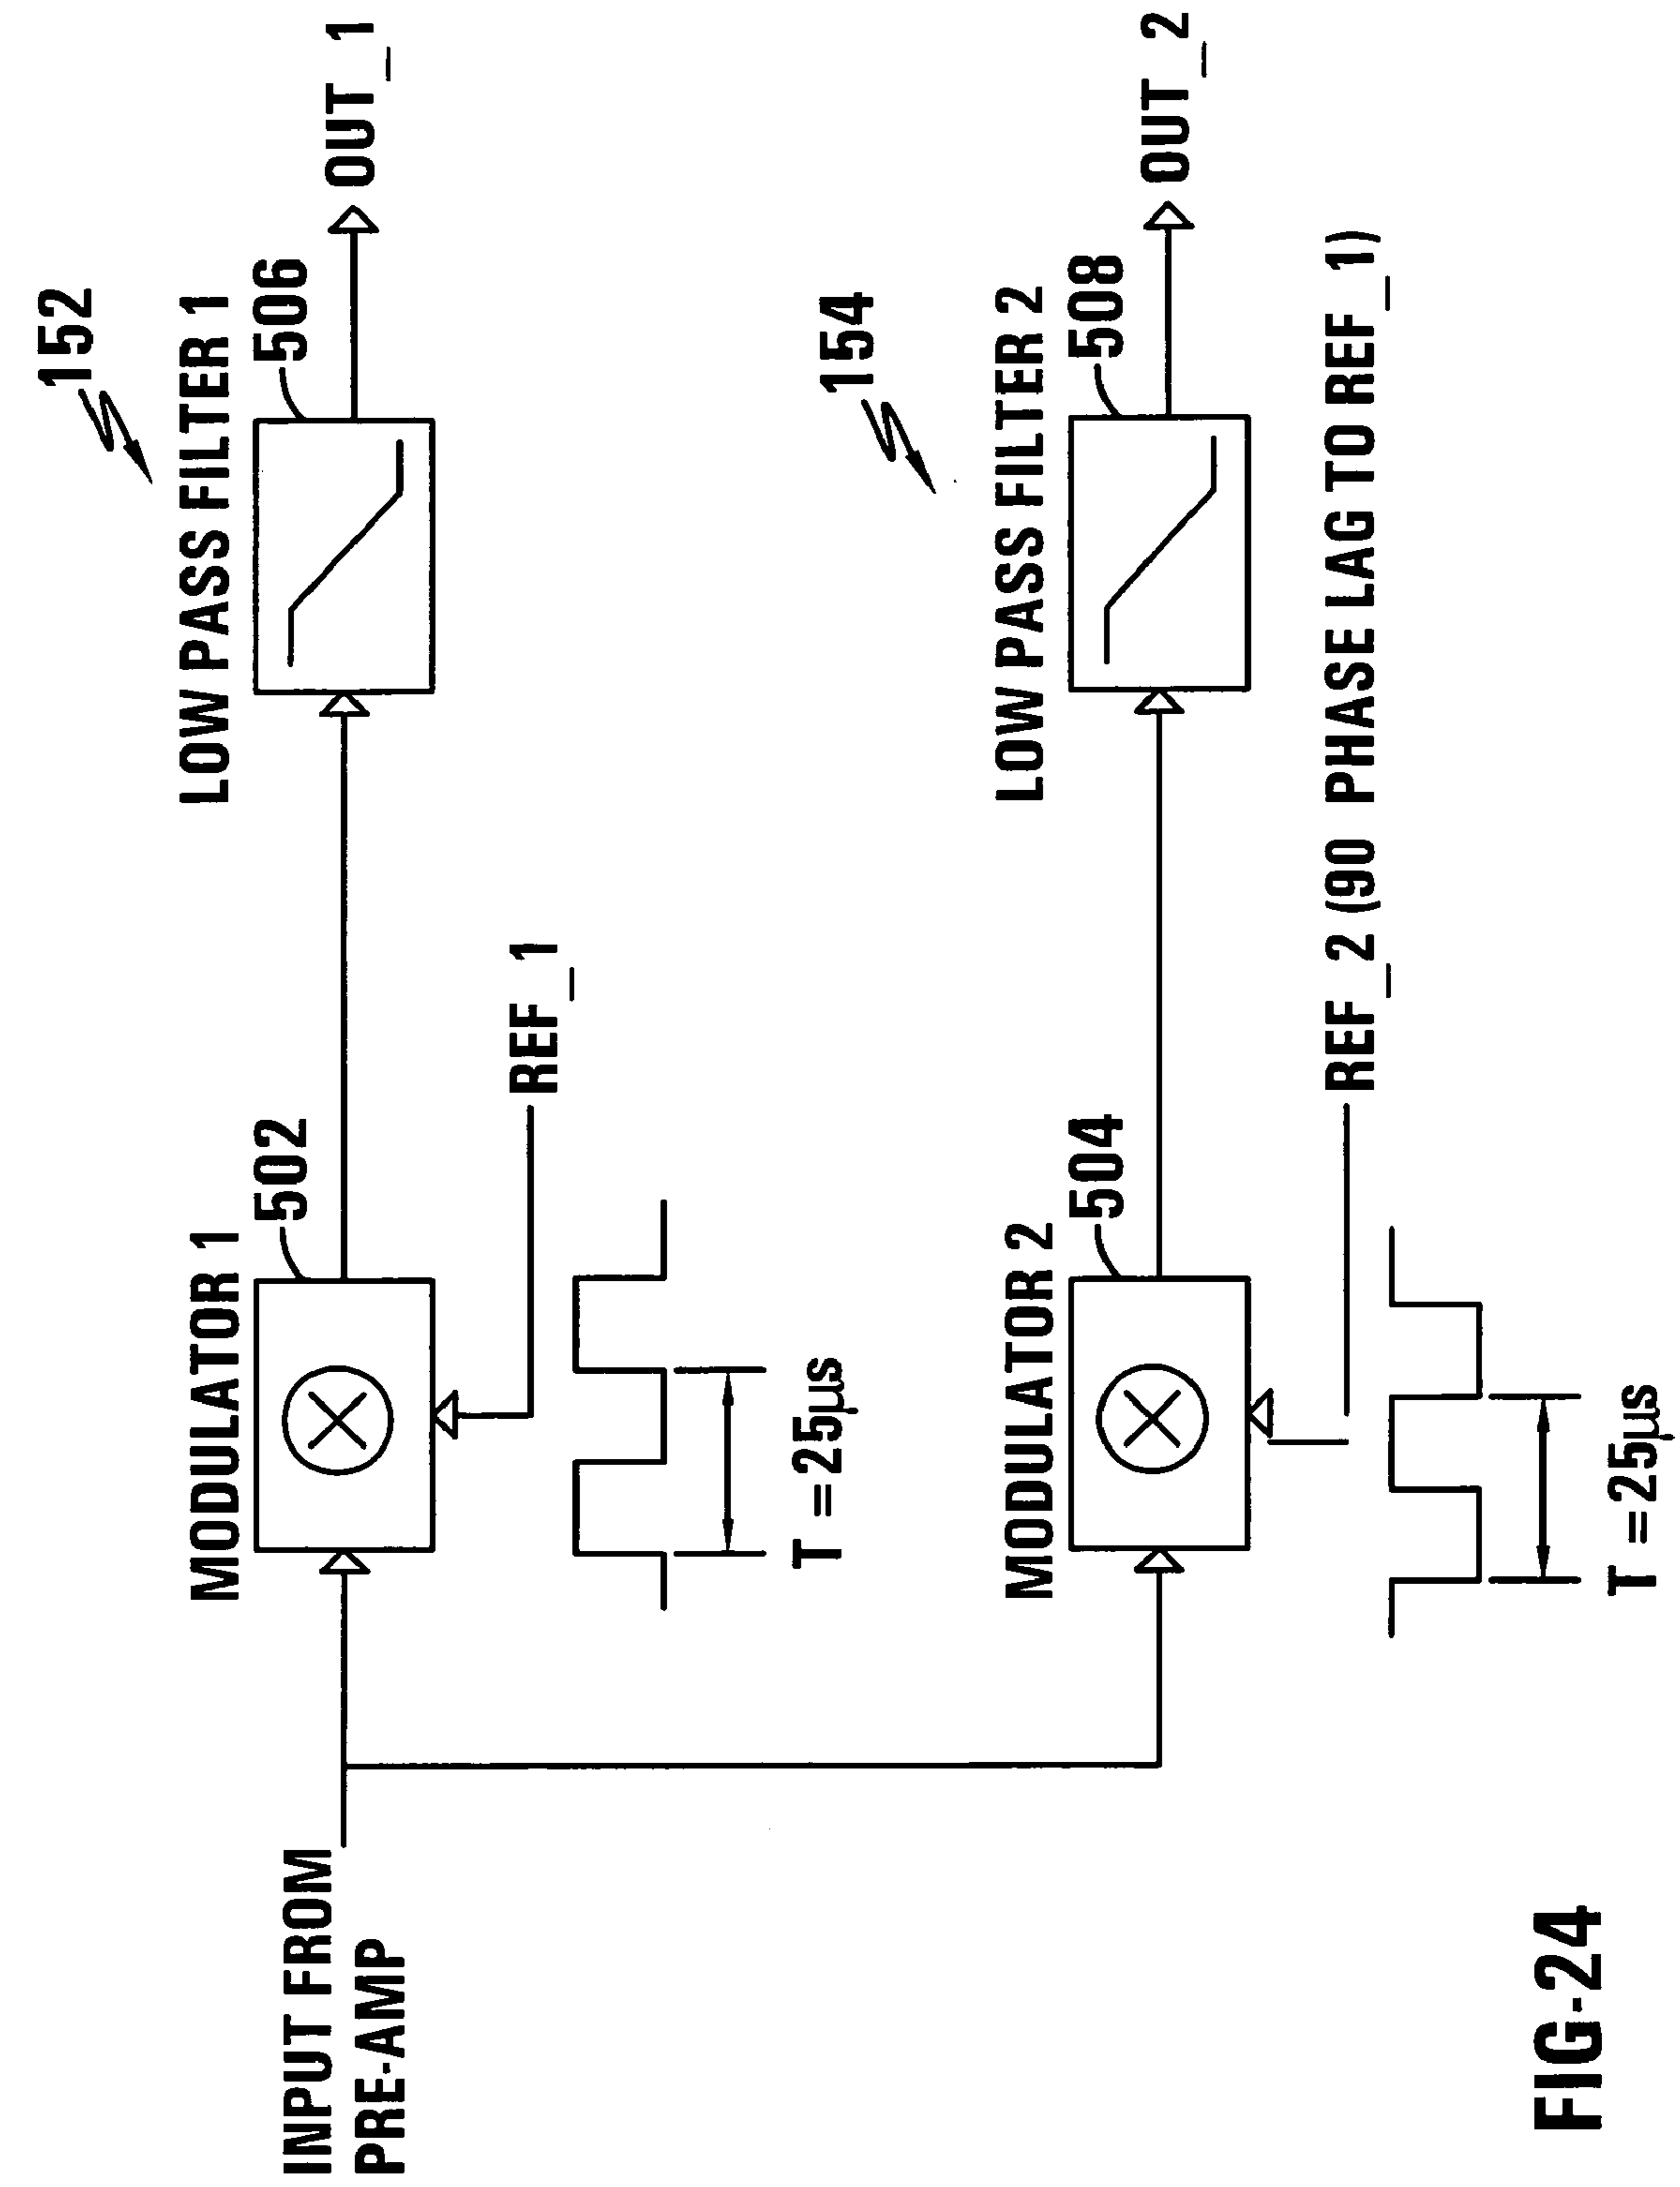 152
LOW PASS FILTER 1
506
OUT_1
MODULATOR 1
502
INPUT FROM
PRE-AMP
REF_1
T = 25μs
154
LOW PASS FILTER 2
508
OUT_2
MODULATOR 2
504
REF_2 (90 PHASE LAG TO REF_1)
T = 25μs
FIG-24